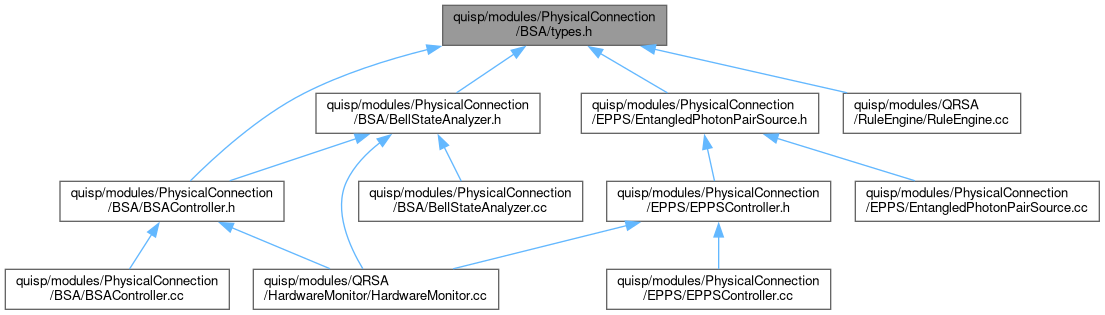 quisp/modules/PhysicalConnection
/BSA/types.h
quisp/modules/PhysicalConnection
/BSA/BellStateAnalyzer.h
quisp/modules/PhysicalConnection
/EPPS/EntangledPhotonPairSource.h
quisp/modules/QRSA
/RuleEngine/RuleEngine.cc
quisp/modules/PhysicalConnection
/BSA/BSAController.h
quisp/modules/PhysicalConnection
/BSA/BellStateAnalyzer.cc
quisp/modules/PhysicalConnection
/EPPS/EPPSController.h
quisp/modules/PhysicalConnection
/EPPS/EntangledPhotonPairSource.cc
quisp/modules/PhysicalConnection
/BSA/BSAController.cc
quisp/modules/QRSA
/HardwareMonitor/HardwareMonitor.cc
quisp/modules/PhysicalConnection
/EPPS/EPPSController.cc